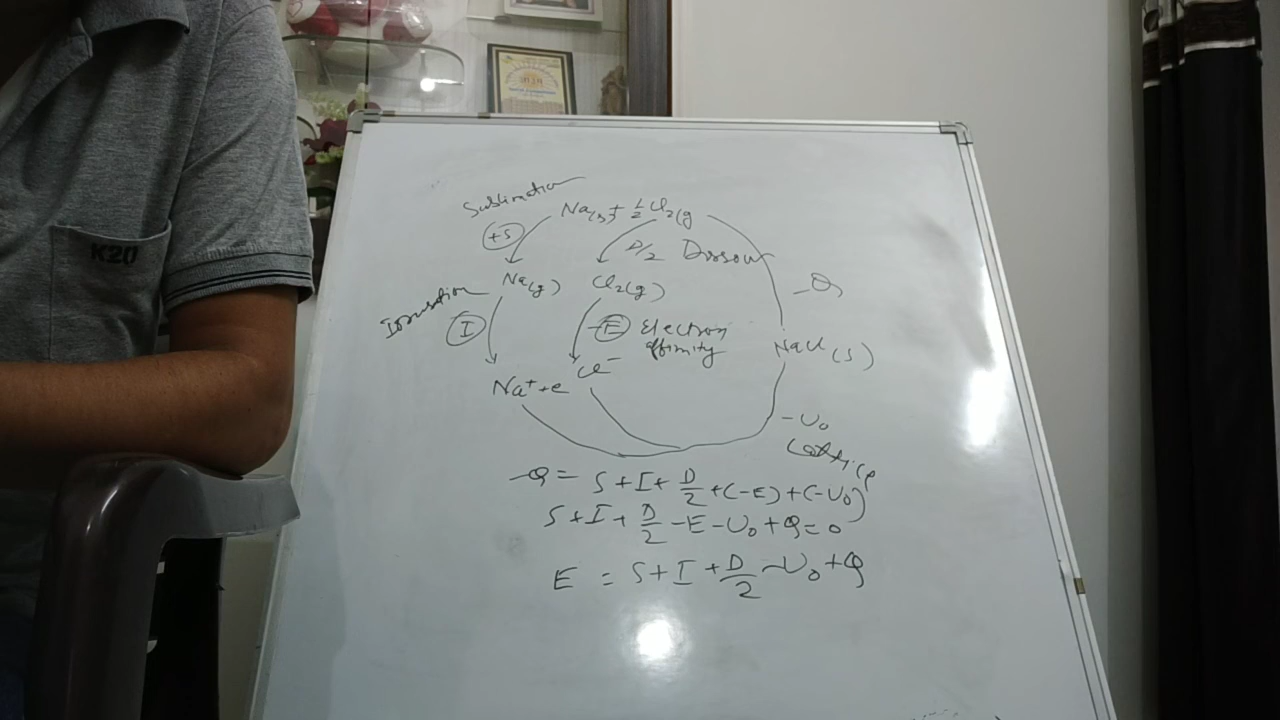 K20
Sublimation
Na(s) + 1/2 Cl2(g
+S
D/2
Na(g)
Cl2(g)
-Q
I
-E Electron
affinity
NaCl (s)
Na+ + e
Cl-
-U0
-Q = S + I + D/2 + (-E) + (-U0)
S + I + D/2 - E - U0 + Q = 0
E = S + I + D/2 - U0 + Q